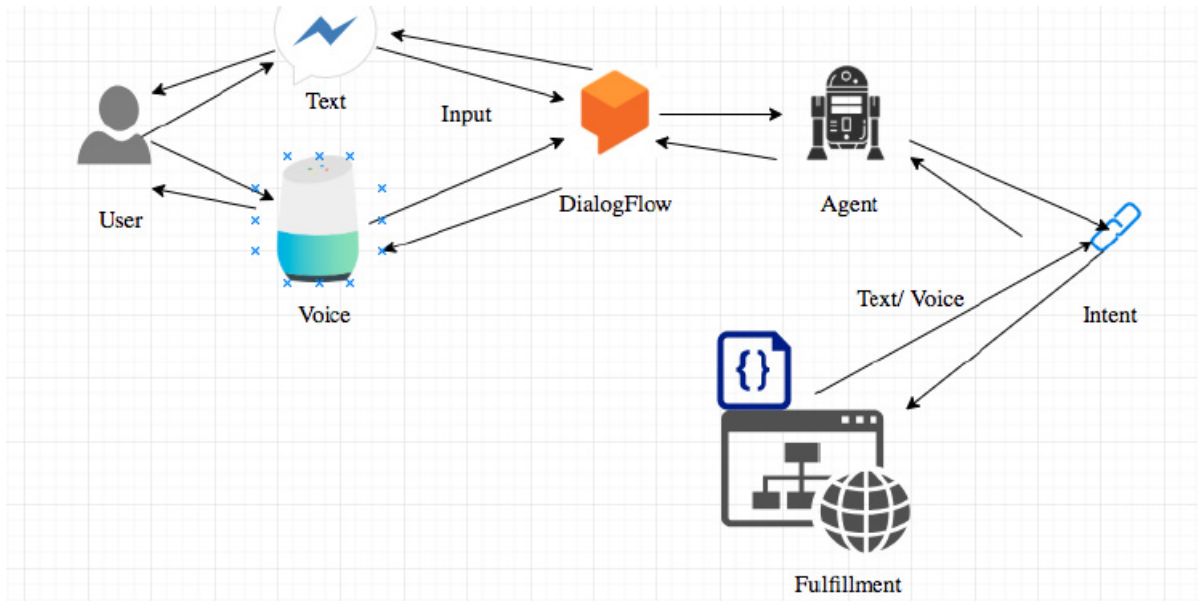 Text
Input
User
DialogFlow
Agent
Voice
Text/ Voice
Intent
{}
Fulfillment